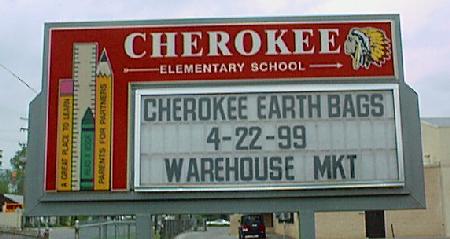 CHEROKEE
ELEMENTARY SCHOOL
CHEROKEE EARTH BAGS
4-22-99
WAREHOUSE MKT
A GREAT PLACE TO LEARN
PARENTS FOR PARTNERS